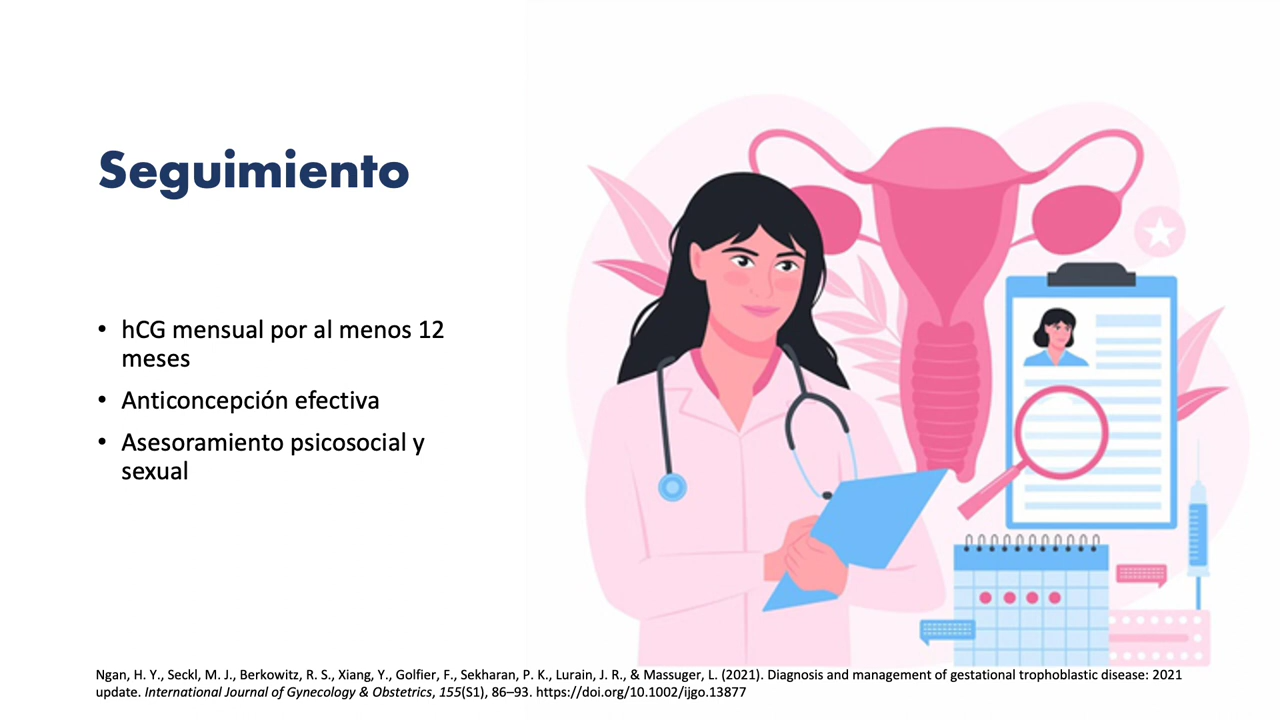 Seguimiento
• hCG mensual por al menos 12
meses
• Anticoncepción efectiva
• Asesoramiento psicosocial y
sexual
Ngan, H. Y., Seckl, M. J., Berkowitz, R. S., Xiang, Y., Golfier, F., Sekharan, P. K., Lurain, J. R., & Massuger, L. (2021). Diagnosis and management of gestational trophoblastic disease: 2021
update. International Journal of Gynecology & Obstetrics, 155(S1), 86–93. https://doi.org/10.1002/ijgo.13877